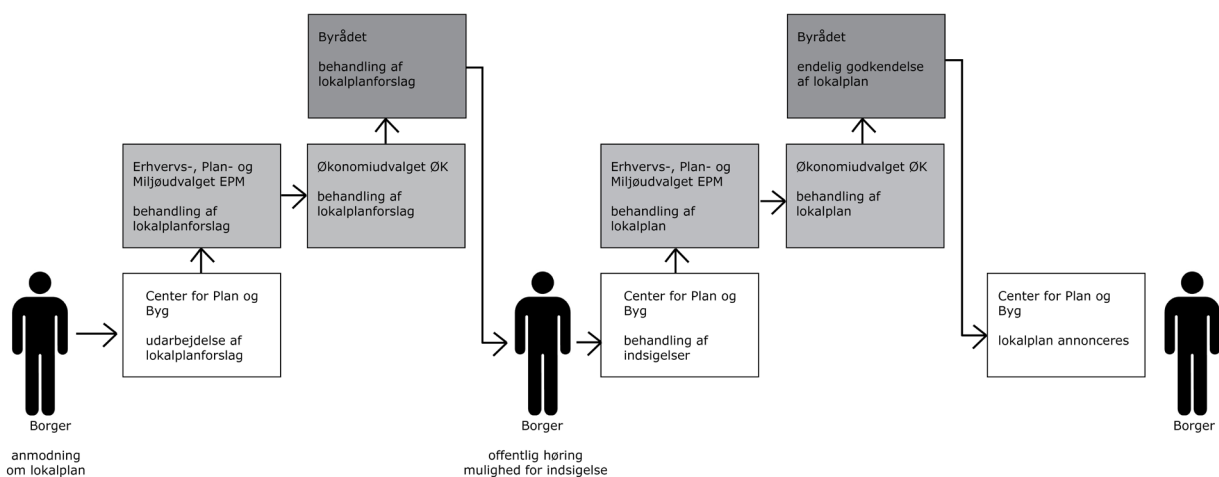 Byrådet
behandling af
lokalplanforslag
Byrådet
endelig godkendelse
af lokalplan
Erhvervs-, Plan- og
Miljøudvalget EPM
behandling af
lokalplanforslag
Økonomiudvalget ØK
behandling af
lokalplanforslag
Erhvervs-, Plan- og
Miljøudvalget EPM
behandling af
lokalplan
Økonomiudvalget ØK
behandling af
lokalplan
Center for Plan og
Byg
udarbejdelse af
lokalplanforslag
Center for Plan og
Byg
behandling af
indsigelser
Center for Plan og
Byg
lokalplan annonceres
Borger
anmodning
om lokalplan
Borger
offentlig høring
mulighed for indsigelse
Borger